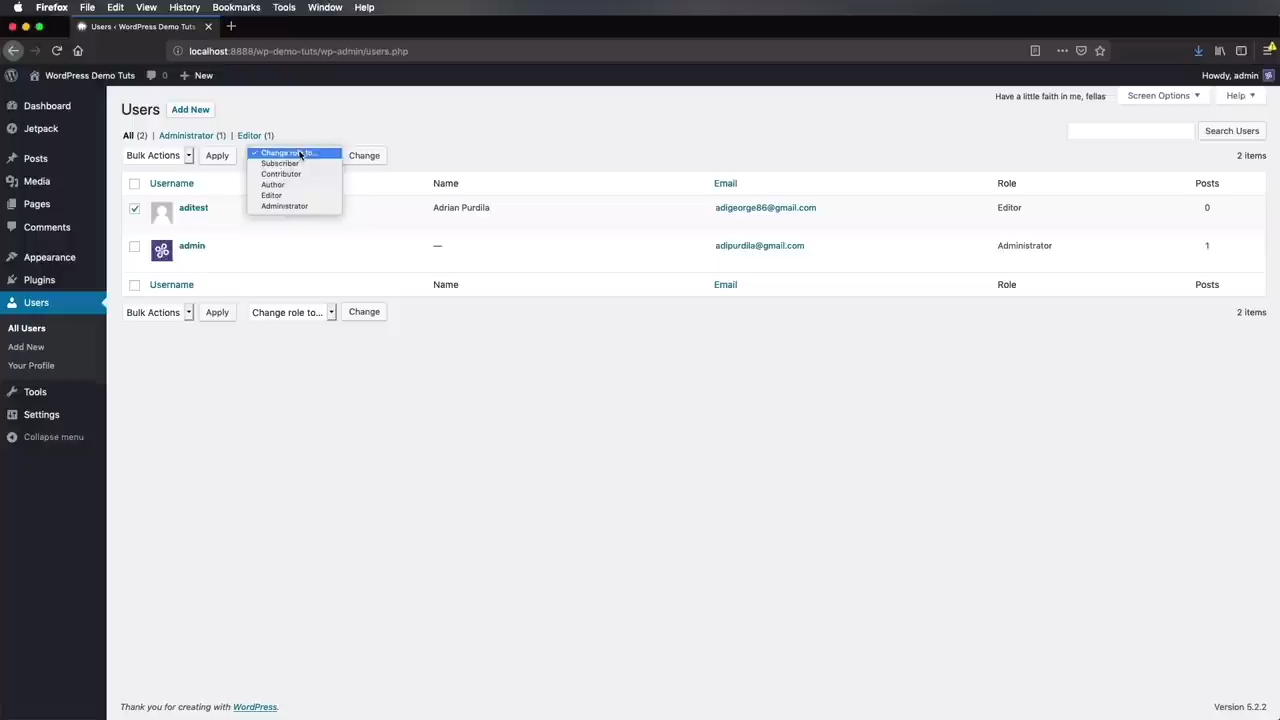 Firefox File Edit View History Bookmarks Tools Window Help
Users ‹ WordPress Demo Tuts
localhost:8888/wp-demo-tuts/wp-admin/users.php
WordPress Demo Tuts 0 New Howdy, admin
Dashboard
Jetpack
Posts
Media
Pages
Comments
Appearance
Plugins
Users
All Users
Add New
Your Profile
Tools
Settings
Collapse menu
Have a little faith in me, fellas Screen Options Help
Users Add New
All (2) | Administrator (1) | Editor (1)
Search Users
Bulk Actions Apply Change role to... Change 2 items
Subscriber
Contributor
Author
Editor
Administrator
Username Name Email Role Posts
aditest Adrian Purdila adigeorge86@gmail.com Editor 0
admin — adipurdila@gmail.com Administrator 1
Username Name Email Role Posts
Bulk Actions Apply Change role to... Change 2 items
Thank you for creating with WordPress. Version 5.2.2